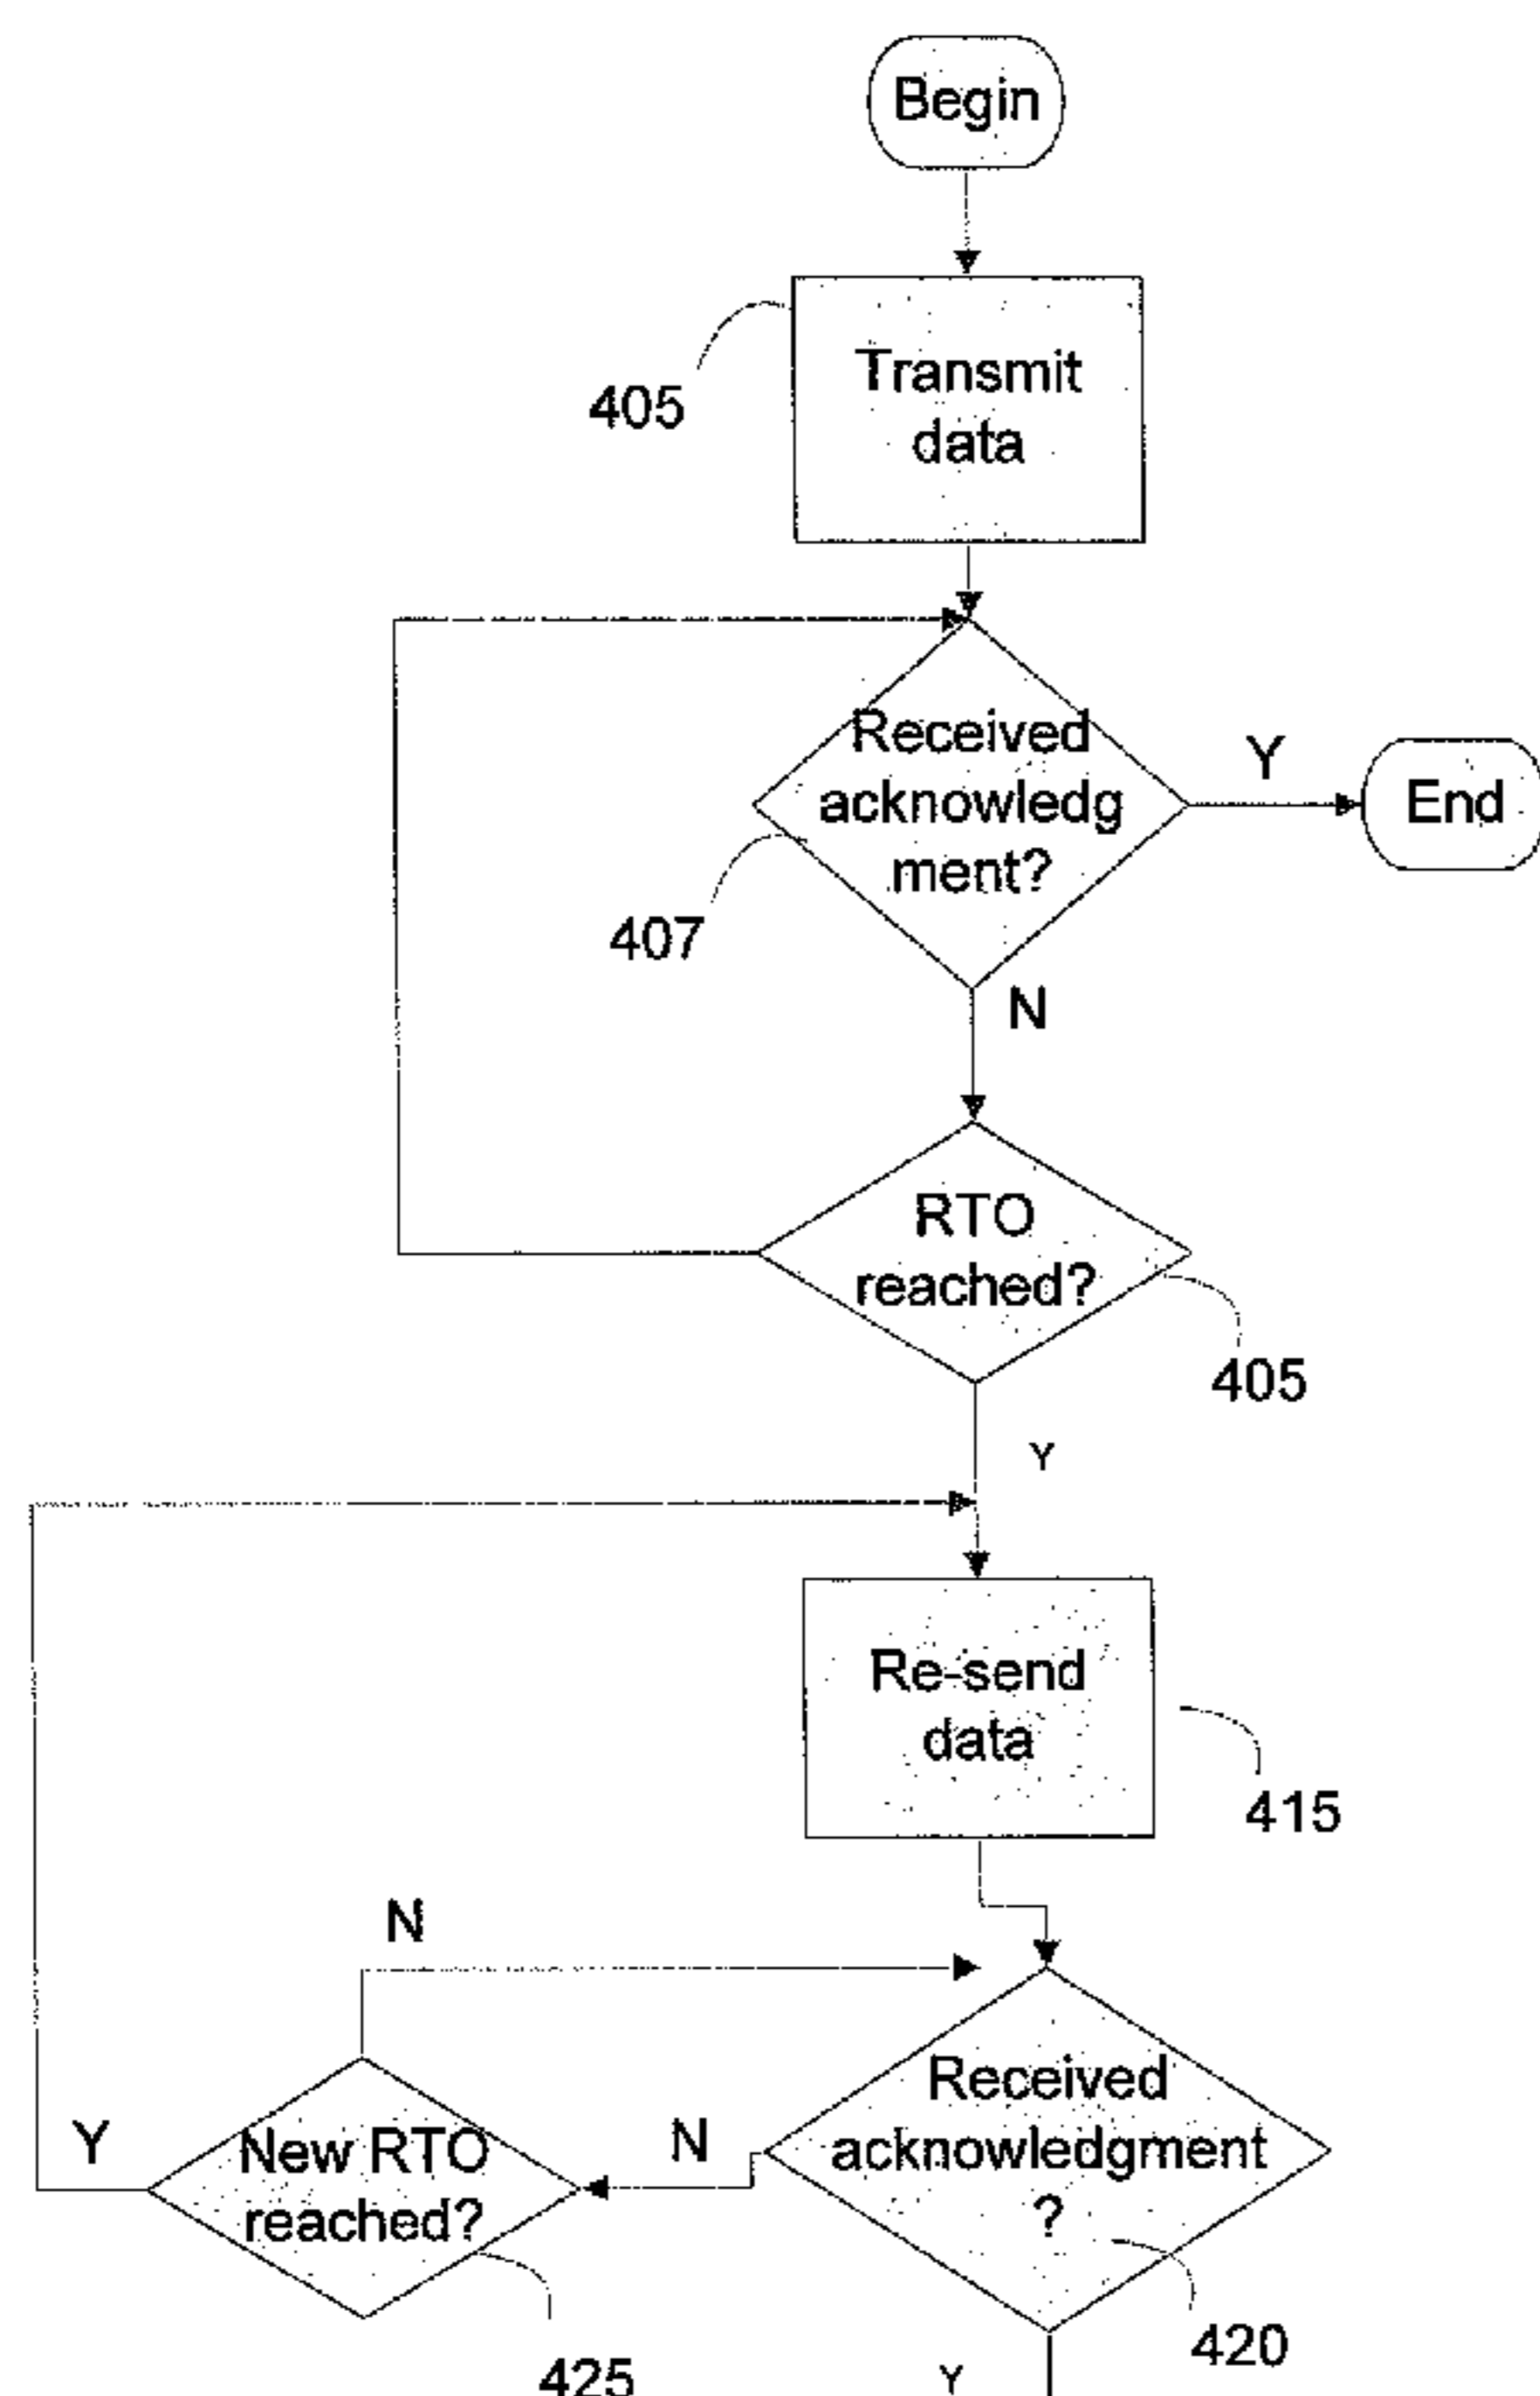 Begin
Transmit
data
405
Received
acknowledg
ment?
Y
End
407
N
RTO
reached?
405
Y
Re-send
data
415
N
Received
acknowledgment
?
N
New RTO
reached?
Y
420
425
Y